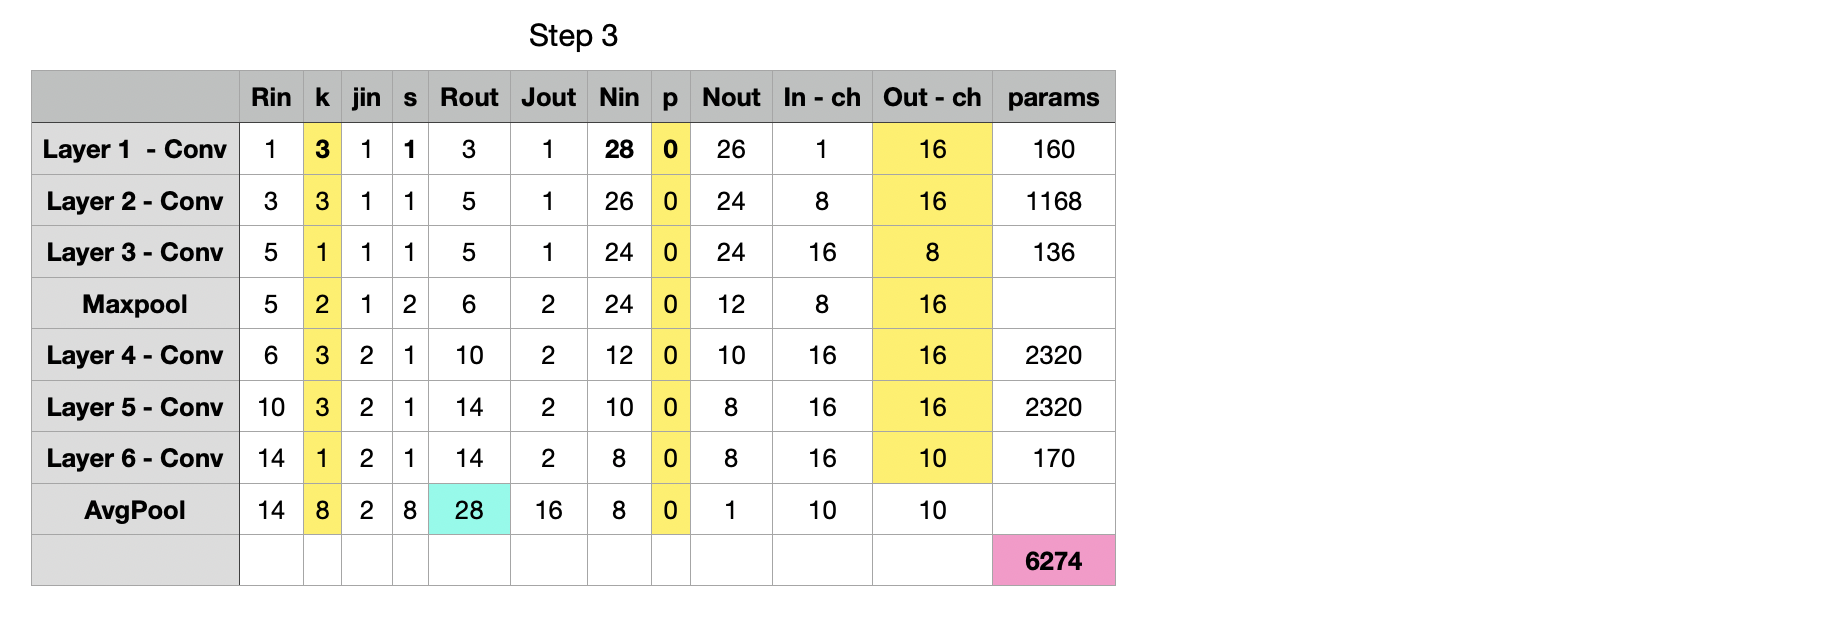 Step 3
Rin k jin s Rout Jout Nin p Nout In - ch Out - ch params
Layer 1 - Conv 1 3 1 1 3 1 28 0 26 1 16 160
Layer 2 - Conv 3 3 1 1 5 1 26 0 24 8 16 1168
Layer 3 - Conv 5 1 1 1 5 1 24 0 24 16 8 136
Maxpool 5 2 1 2 6 2 24 0 12 8 16
Layer 4 - Conv 6 3 2 1 10 2 12 0 10 16 16 2320
Layer 5 - Conv 10 3 2 1 14 2 10 0 8 16 16 2320
Layer 6 - Conv 14 1 2 1 14 2 8 0 8 16 10 170
AvgPool 14 8 2 8 28 16 8 0 1 10 10
6274